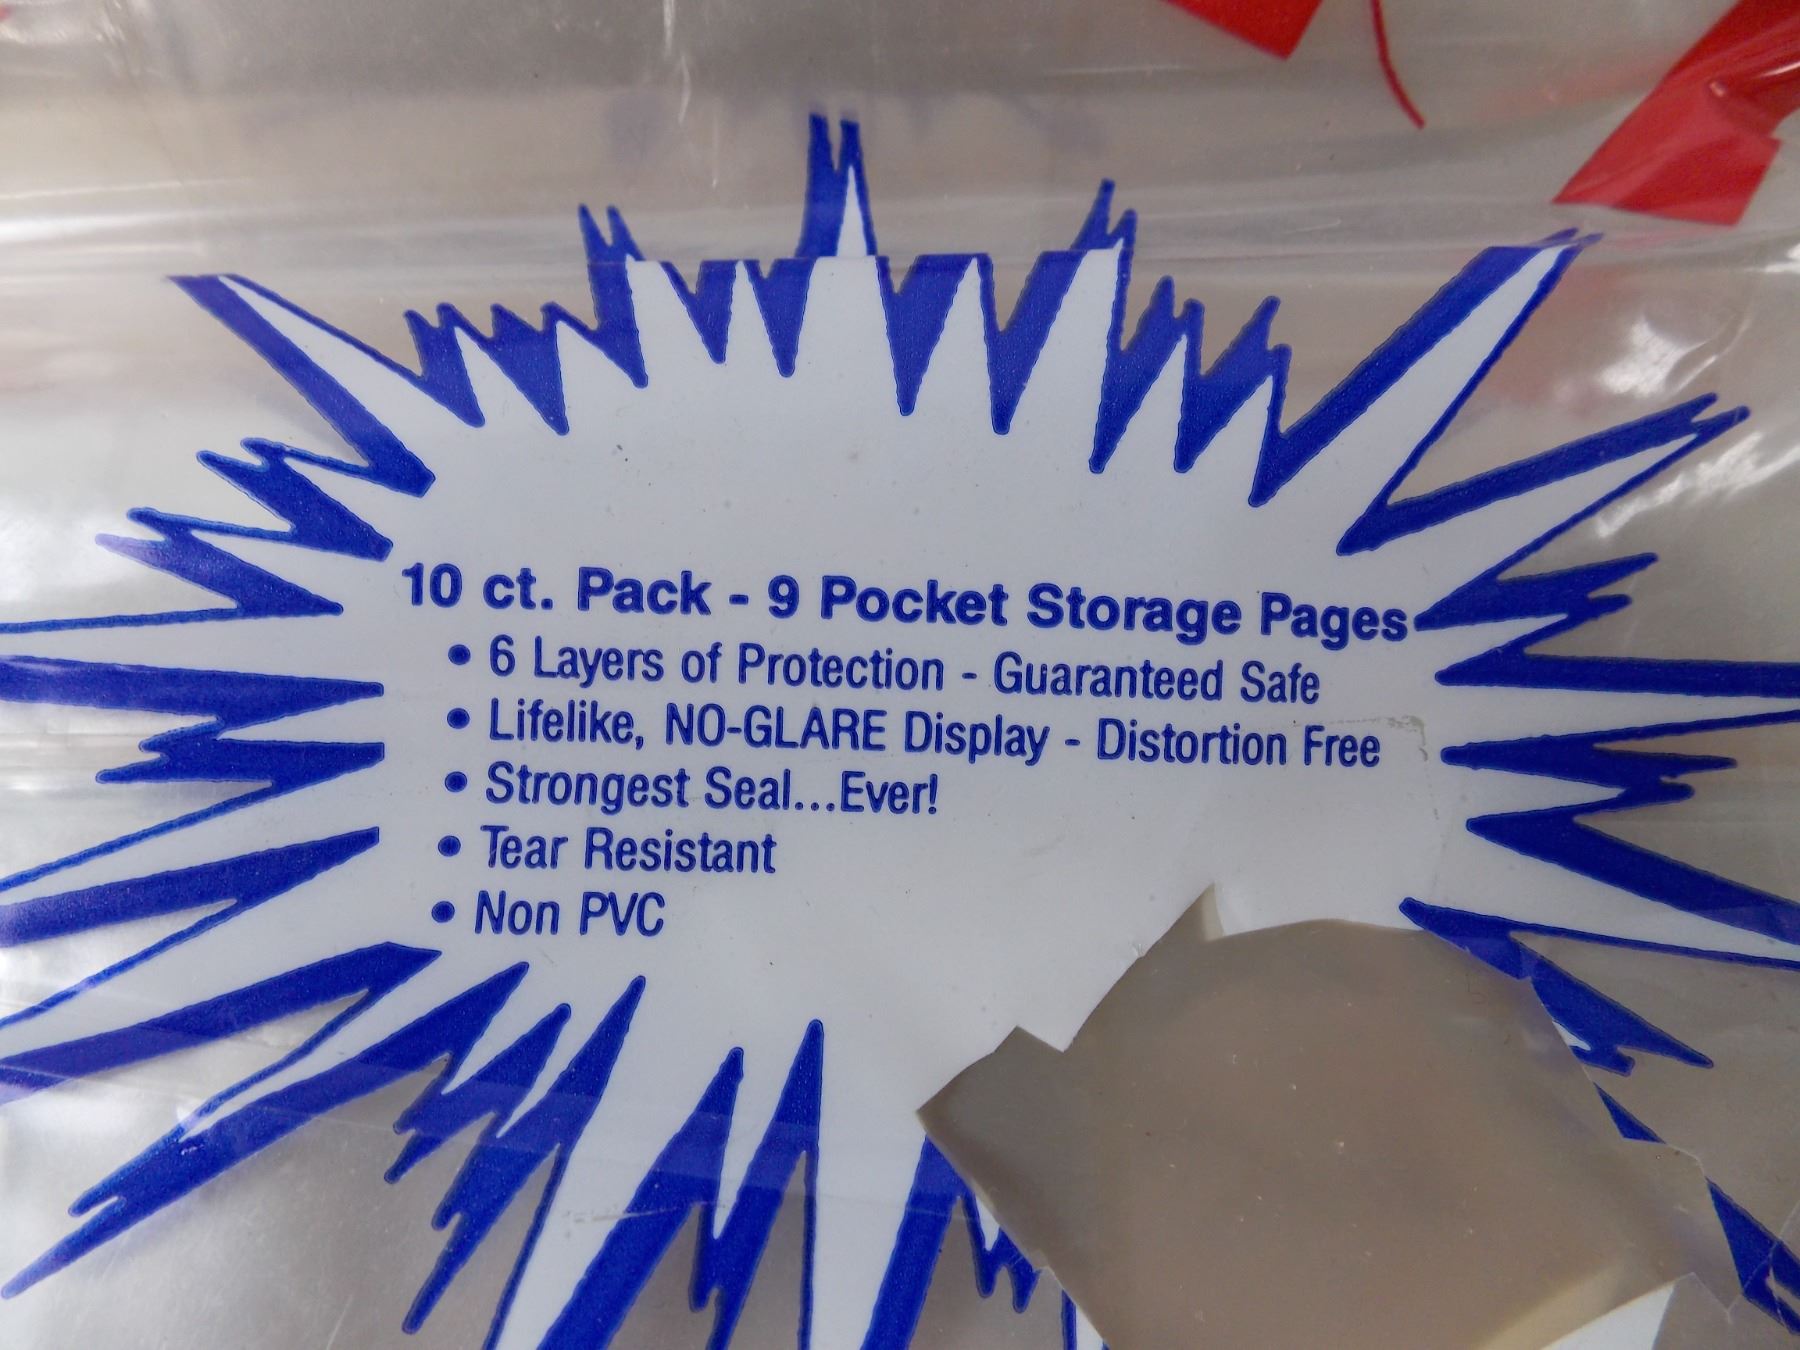 10 ct. Pack - 9 Pocket Storage Pages
• 6 Layers of Protection - Guaranteed Safe
• Lifelike, NO-GLARE Display - Distortion Free
• Strongest Seal...Ever!
• Tear Resistant
• Non PVC